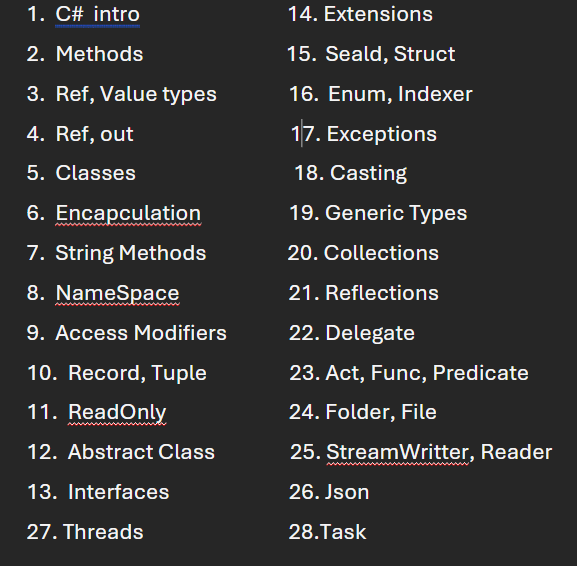 1. C# intro
2. Methods
3. Ref, Value types
4. Ref, out
5. Classes
6. Encapculation
7. String Methods
8. NameSpace
9. Access Modifiers
10. Record, Tuple
11. ReadOnly
12. Abstract Class
13. Interfaces
27. Threads
14. Extensions
15. Seald, Struct
16. Enum, Indexer
17. Exceptions
18. Casting
19. Generic Types
20. Collections
21. Reflections
22. Delegate
23. Act, Func, Predicate
24. Folder, File
25. StreamWritter, Reader
26. Json
28.Task